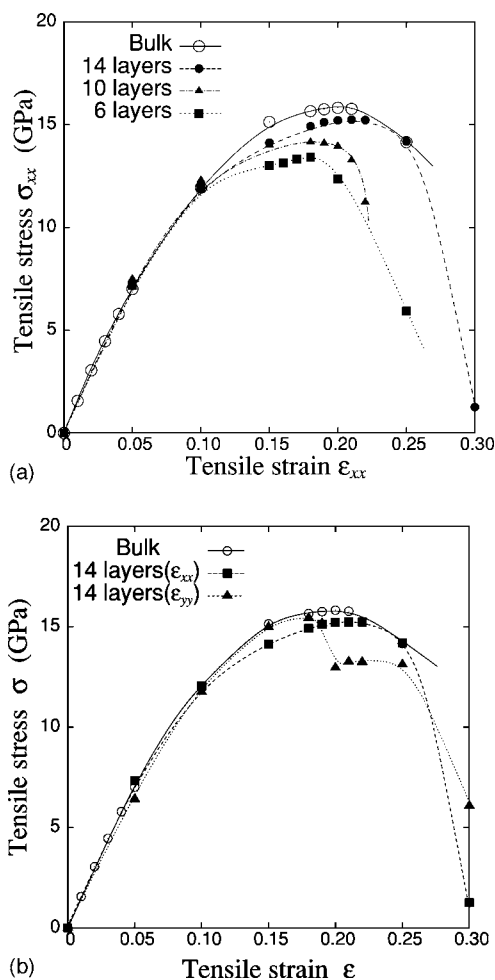 20
Bulk
14 layers
10 layers
6 layers
15
10
5
0
Tensile stress σxx (GPa)
0 0.05 0.10 0.15 0.20 0.25 0.30
(a)
Tensile strain εxx
20
Bulk
14 layers(εxx)
14 layers(εyy)
15
10
5
0
Tensile stress σ (GPa)
0 0.05 0.10 0.15 0.20 0.25 0.30
(b)
Tensile strain ε